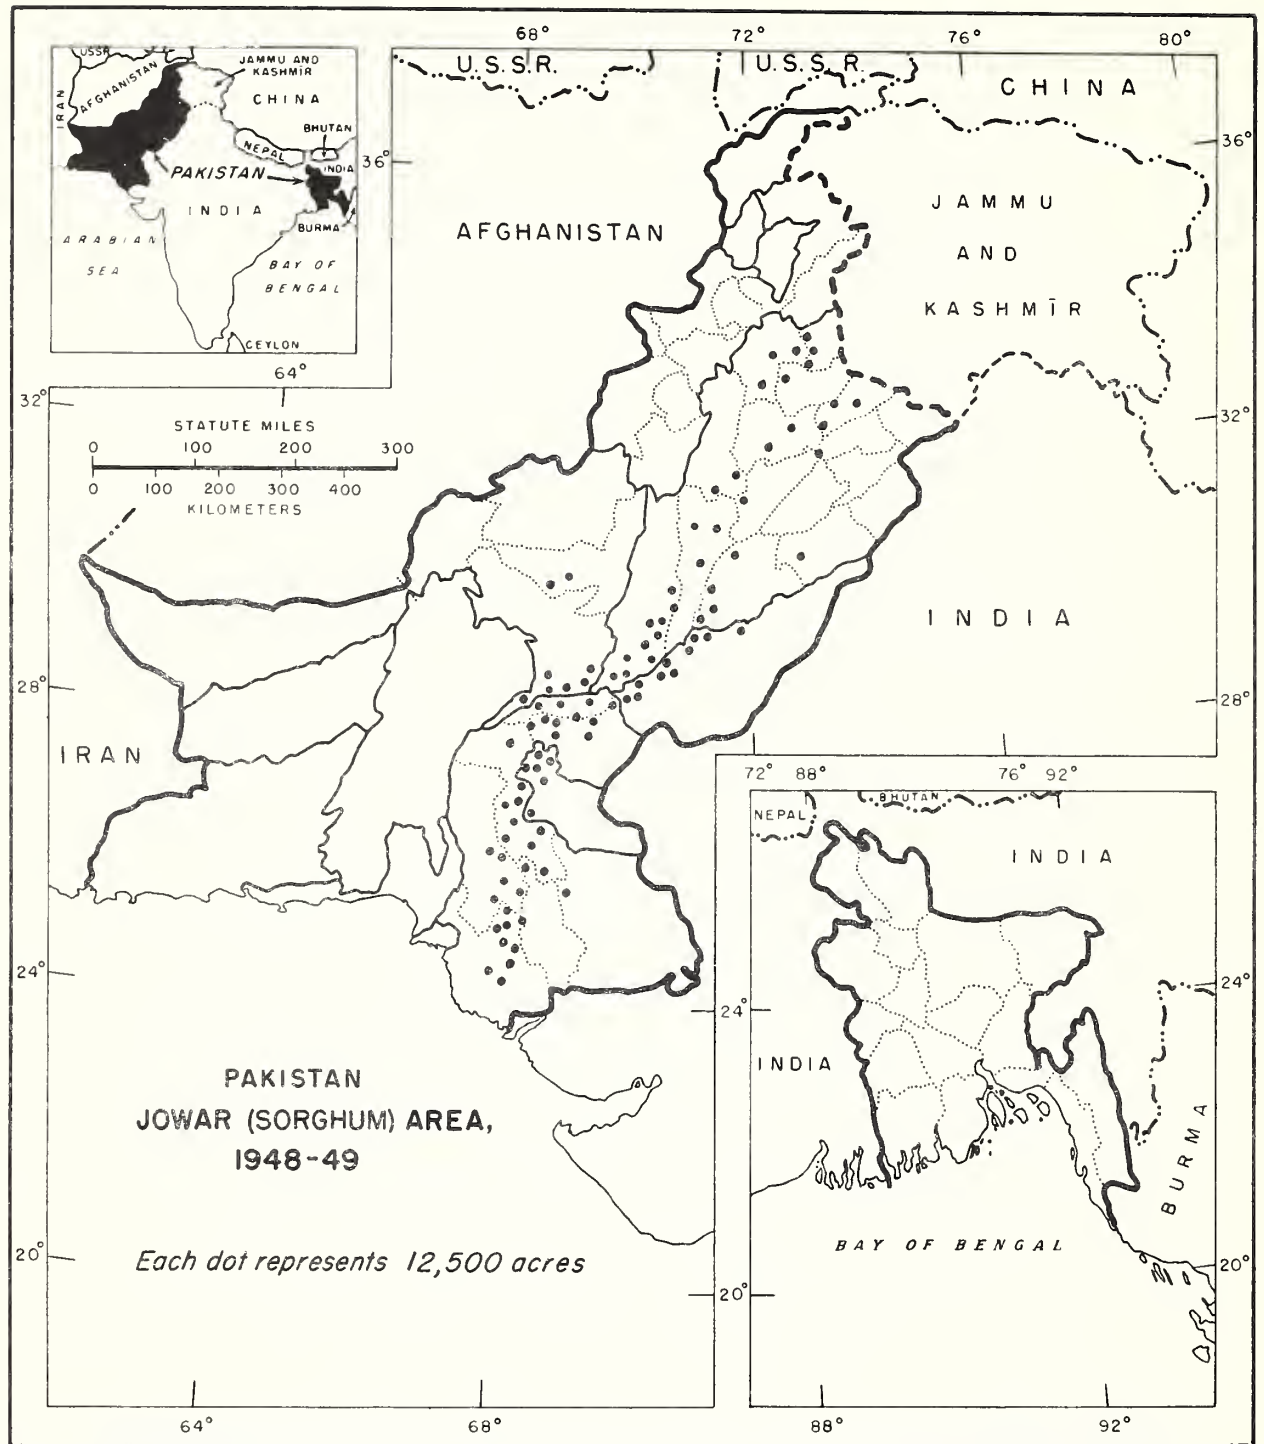 68°
72°
76°
80°
USSR
AFGHANISTAN
IRAN
JAMMU AND
KASHMĪR
CHINA
BHUTAN
NEPAL
INDIA
PAKISTAN
INDIA
BURMA
ARABIAN
SEA
BAY OF
BENGAL
CEYLON
64°
U.S.S.R.
U.S.S.R.
CHINA
36°
36°
AFGHANISTAN
JAMMU
AND
KASHMĪR
32°
32°
STATUTE MILES
0 100 200 300
0 100 200 300 400
KILOMETERS
INDIA
28°
28°
IRAN
72° 88° 76° 92°
NEPAL
BHUTAN
INDIA
24°
24°
24°
INDIA
BURMA
PAKISTAN
JOWAR (SORGHUM) AREA,
1948-49
Each dot represents 12,500 acres
BAY OF BENGAL
20°
20°
20°
64°
68°
88°
92°